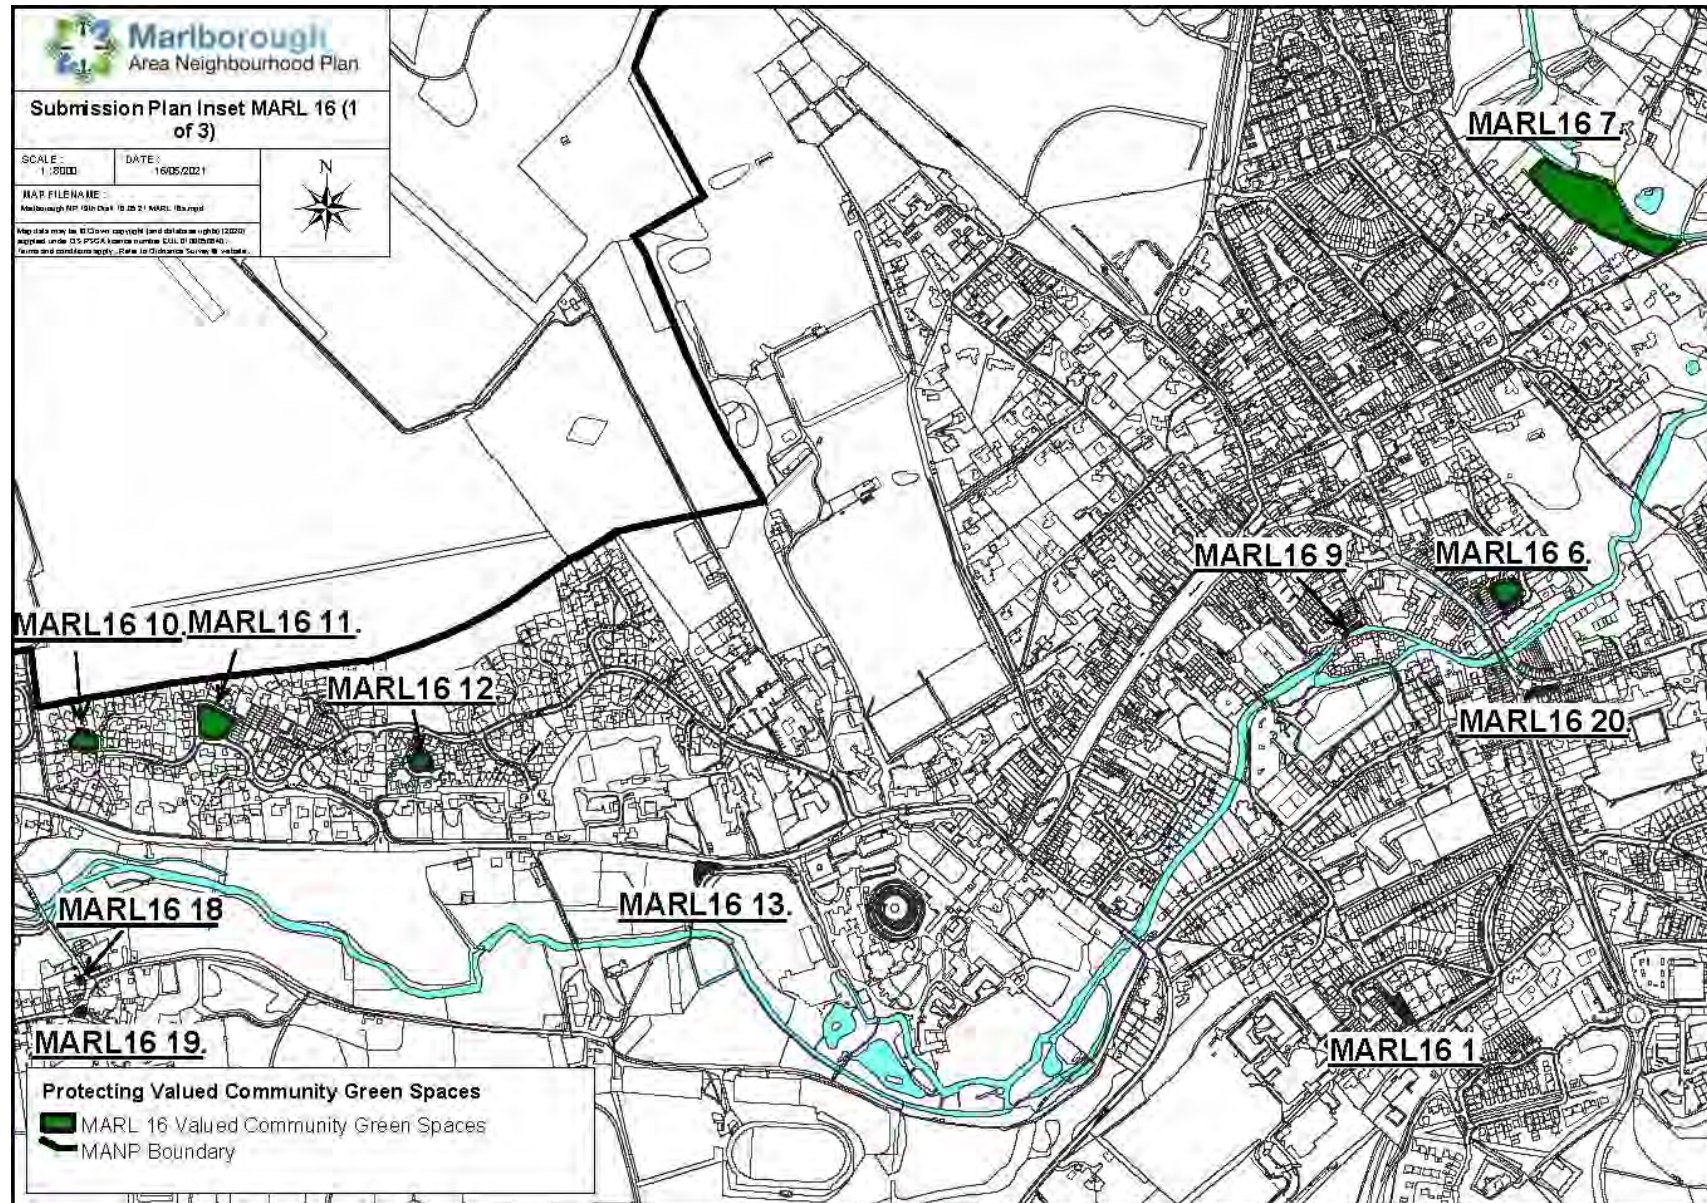 Marlborough
Area Neighbourhood Plan
Submission Plan Inset MARL 16 (1
of 3)
SCALE :
1 :8000
DATE :
16/05/2021
N
MAP FILENAME :
MARL16 7.
MARL16 9.
MARL16 6.
MARL16 10.
MARL16 11.
MARL16 12.
MARL16 20.
MARL16 13.
MARL16 18
MARL16 19.
MARL16 1.
Protecting Valued Community Green Spaces
MARL 16 Valued Community Green Spaces
MANP Boundary